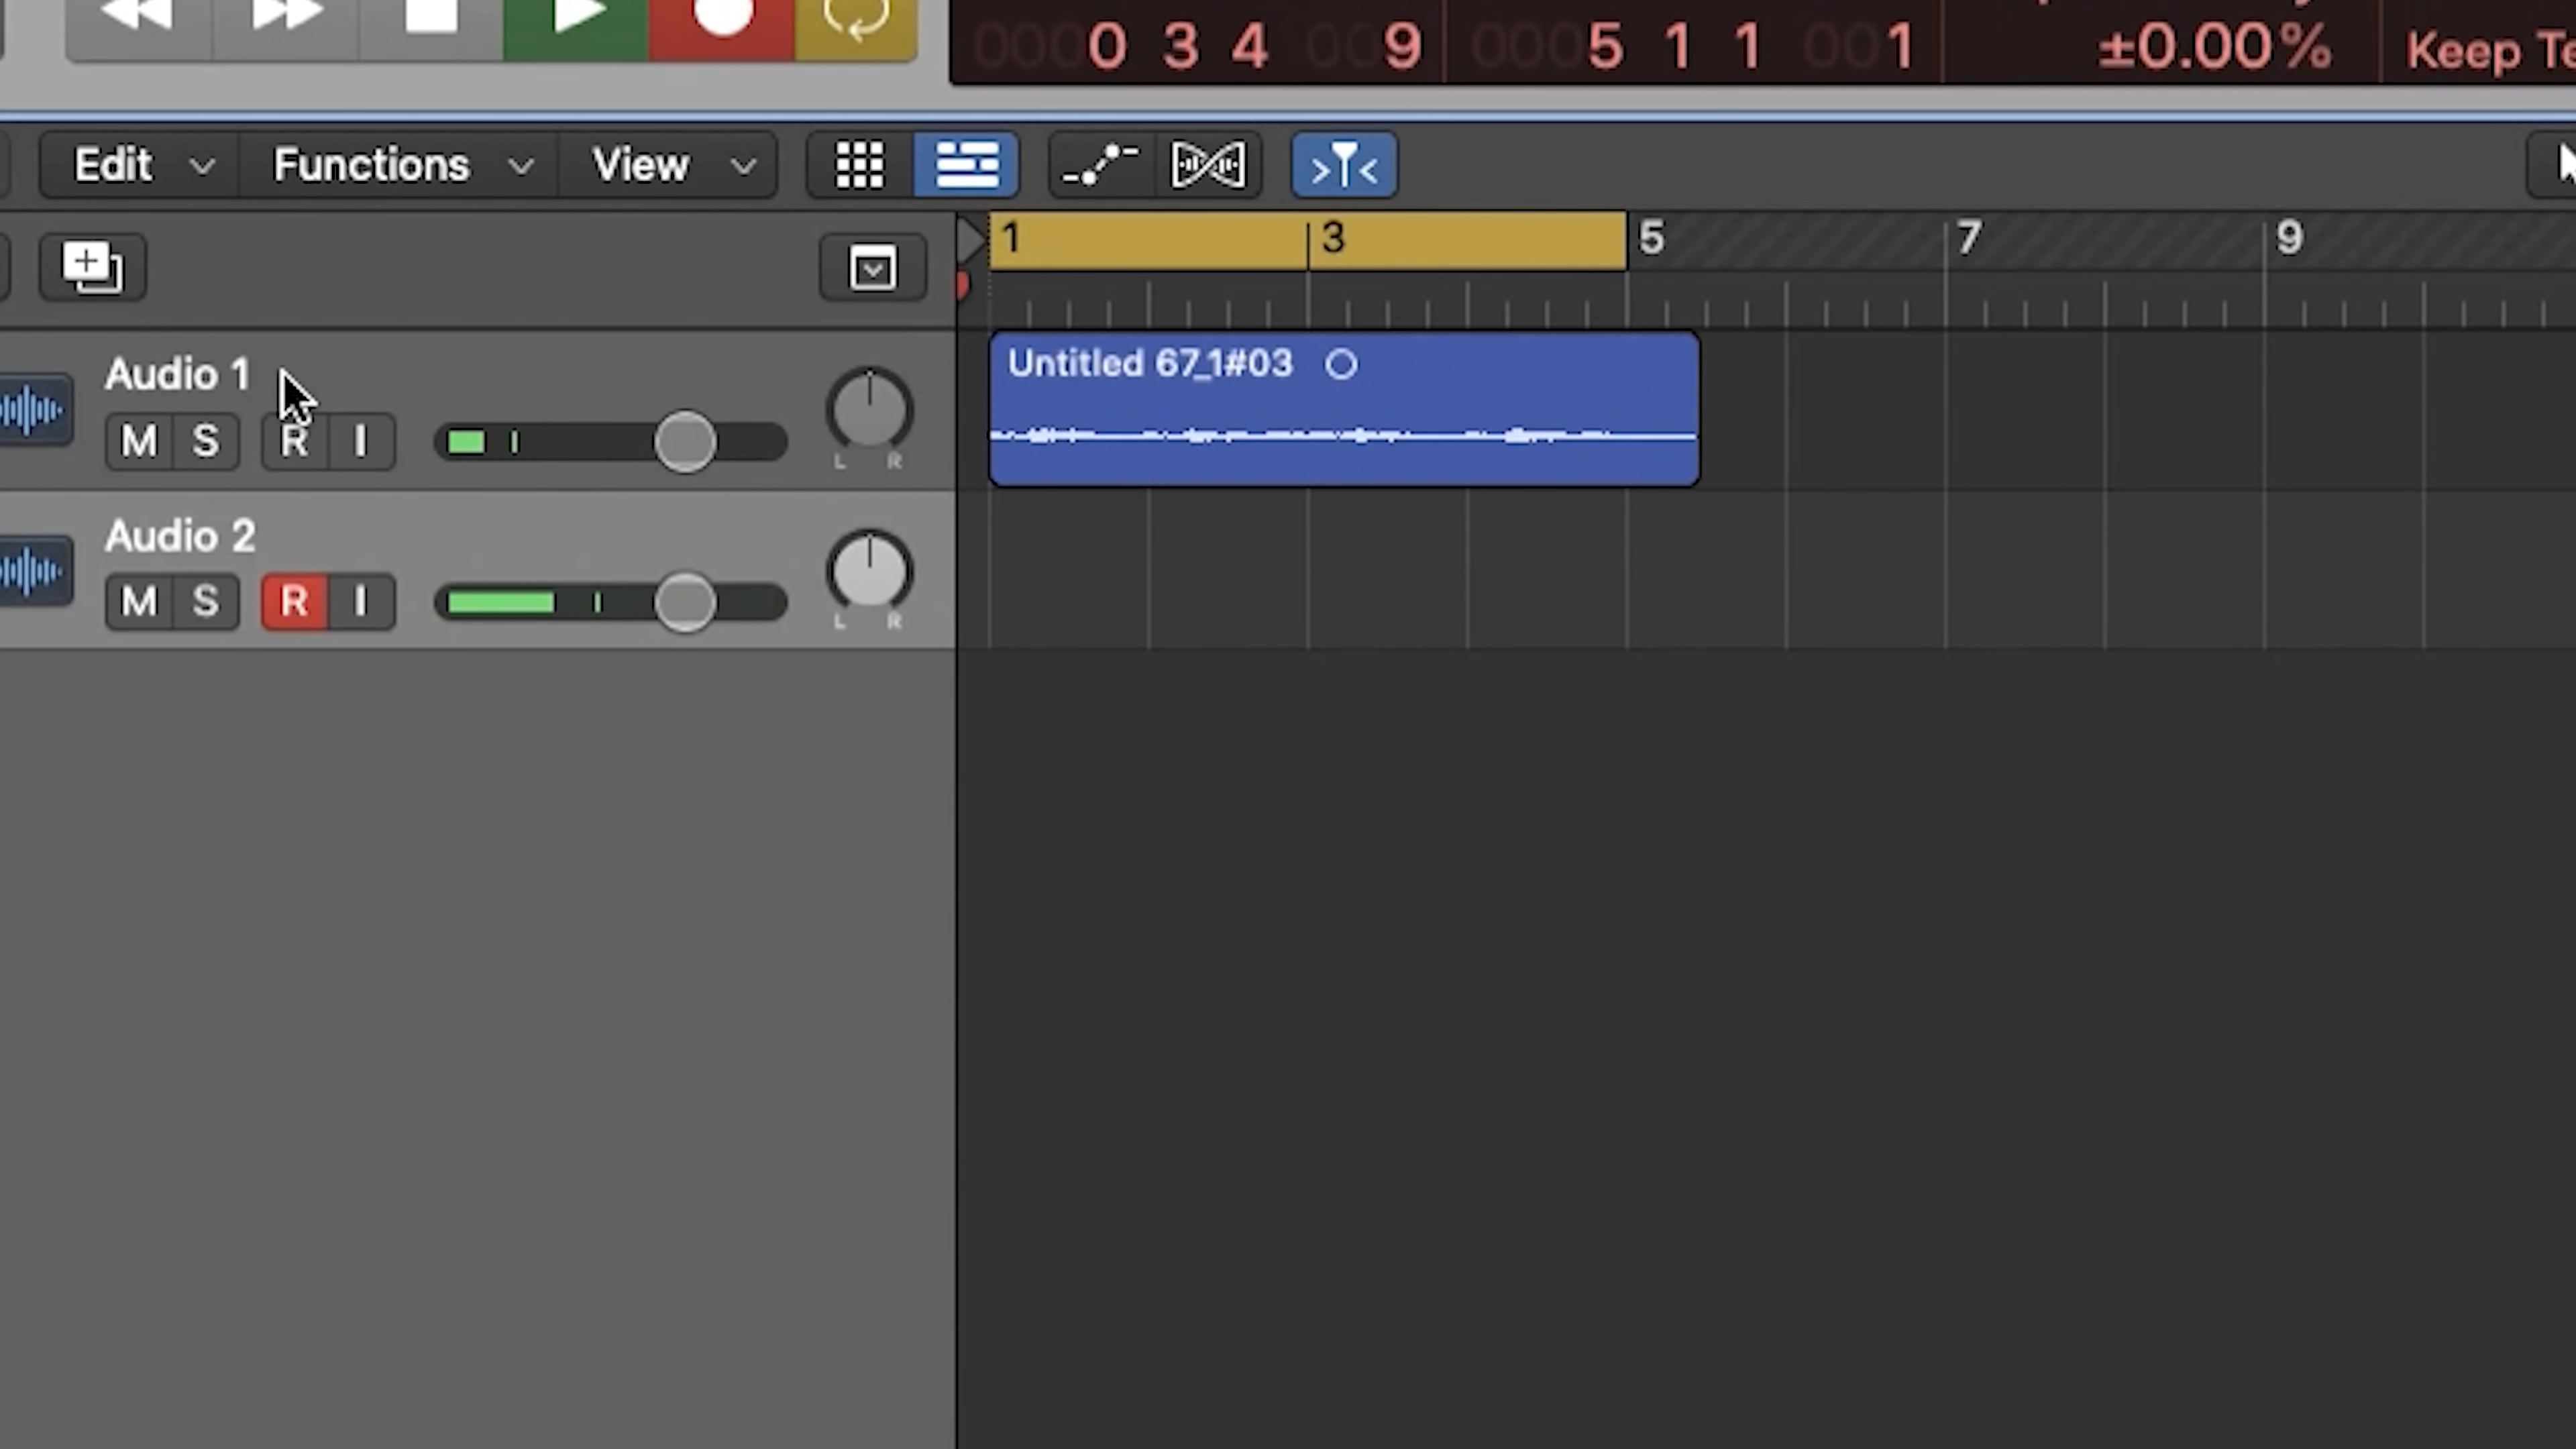 0 3 4 9 5 1 1 1 ±0.00% Keep Te
Edit Functions View
1 3 5 7 9
Audio 1
Untitled 67_1#03
M S R I L R
Audio 2
M S R I L R